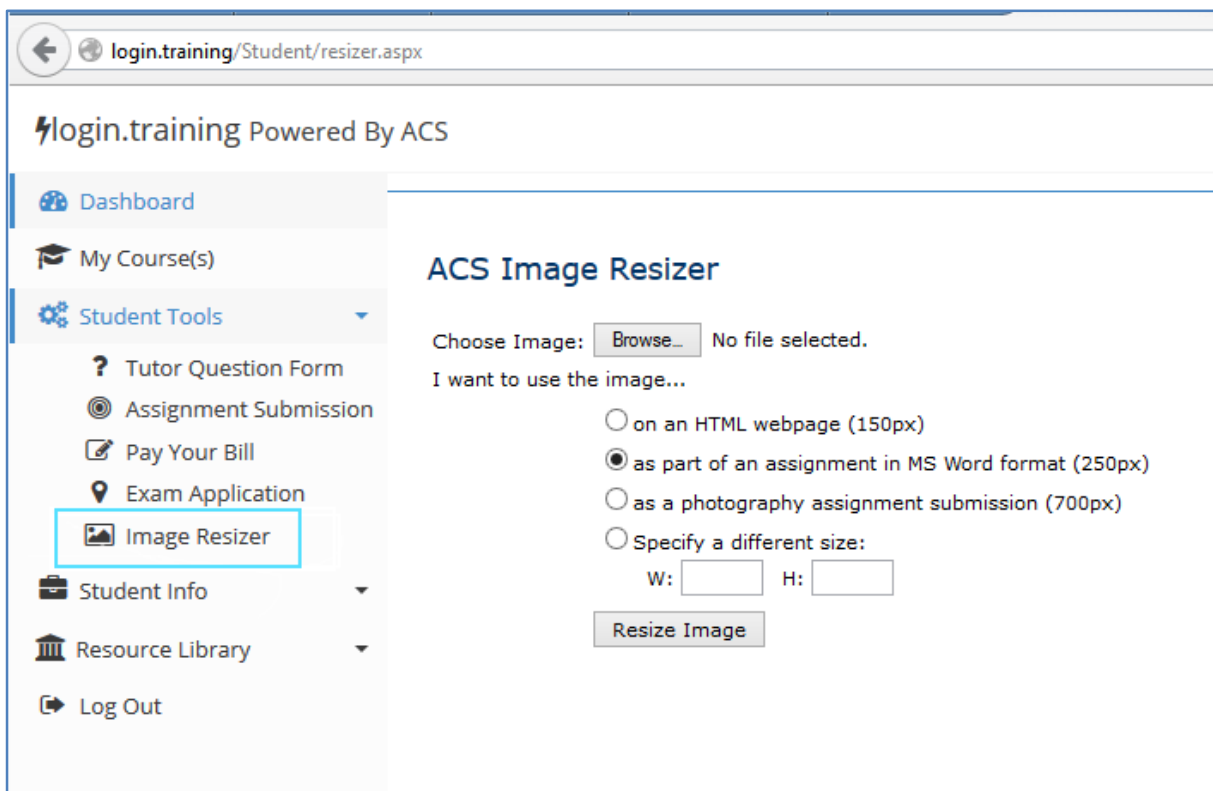 login.training/Student/resizer.aspx
login.training Powered By ACS
Dashboard
My Course(s)
Student Tools
? Tutor Question Form
Assignment Submission
Pay Your Bill
Exam Application
Image Resizer
Student Info
Resource Library
Log Out
ACS Image Resizer
Choose Image: Browse... No file selected.
I want to use the image...
on an HTML webpage (150px)
as part of an assignment in MS Word format (250px)
as a photography assignment submission (700px)
Specify a different size:
W: H:
Resize Image